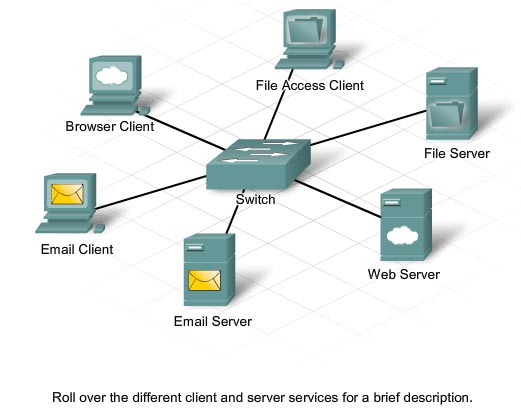 File Access Client
Browser Client
File Server
Switch
Email Client
Web Server
Email Server
Roll over the different client and server services for a brief description.